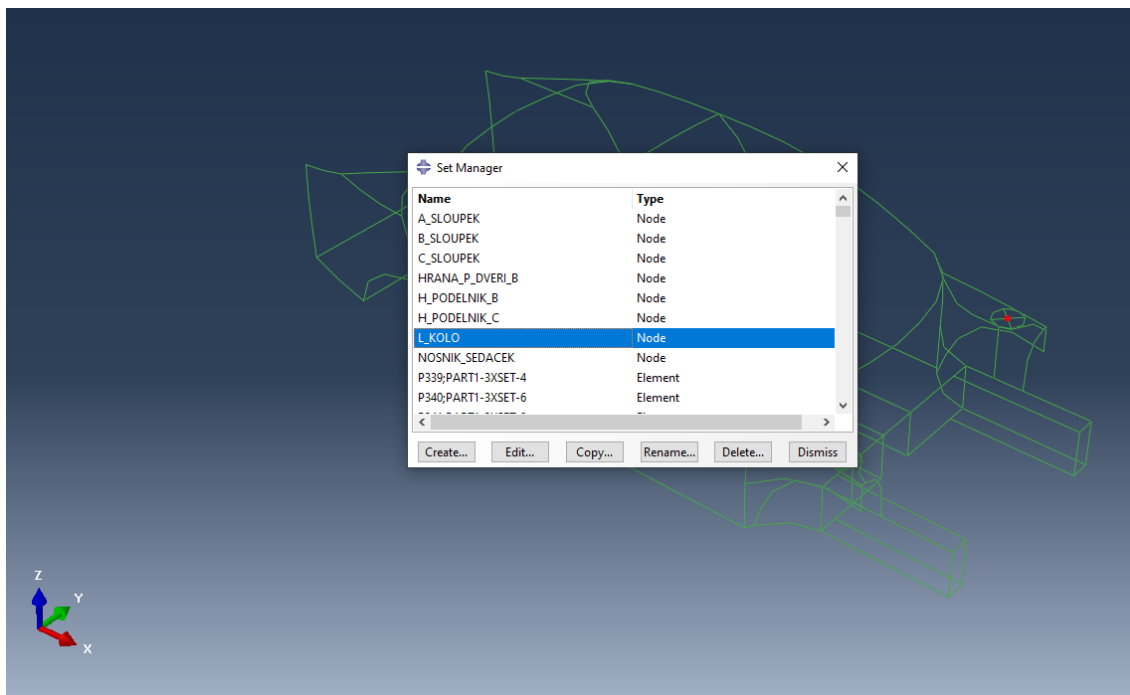 Set Manager
Name Type
A_SLOUPEK Node
B_SLOUPEK Node
C_SLOUPEK Node
HRANA_P_DVERI_B Node
H_PODELNIK_B Node
H_PODELNIK_C Node
L_KOLO Node
NOSNIK_SEDACEK Node
P339;PART1-3XSET-4 Element
P340;PART1-3XSET-6 Element
Create... Edit... Copy... Rename... Delete... Dismiss
Z
Y
X